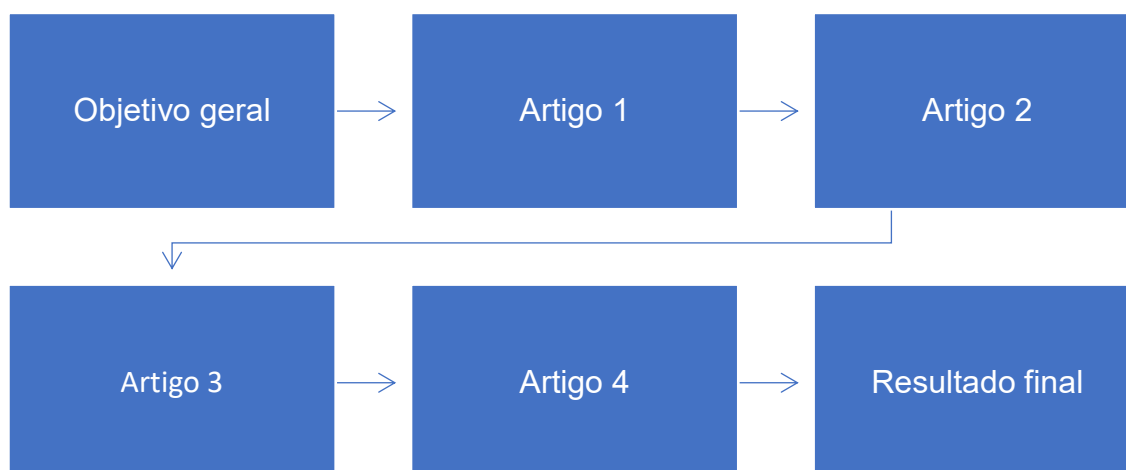 Objetivo geral
Artigo 1
Artigo 2
Artigo 3
Artigo 4
Resultado final